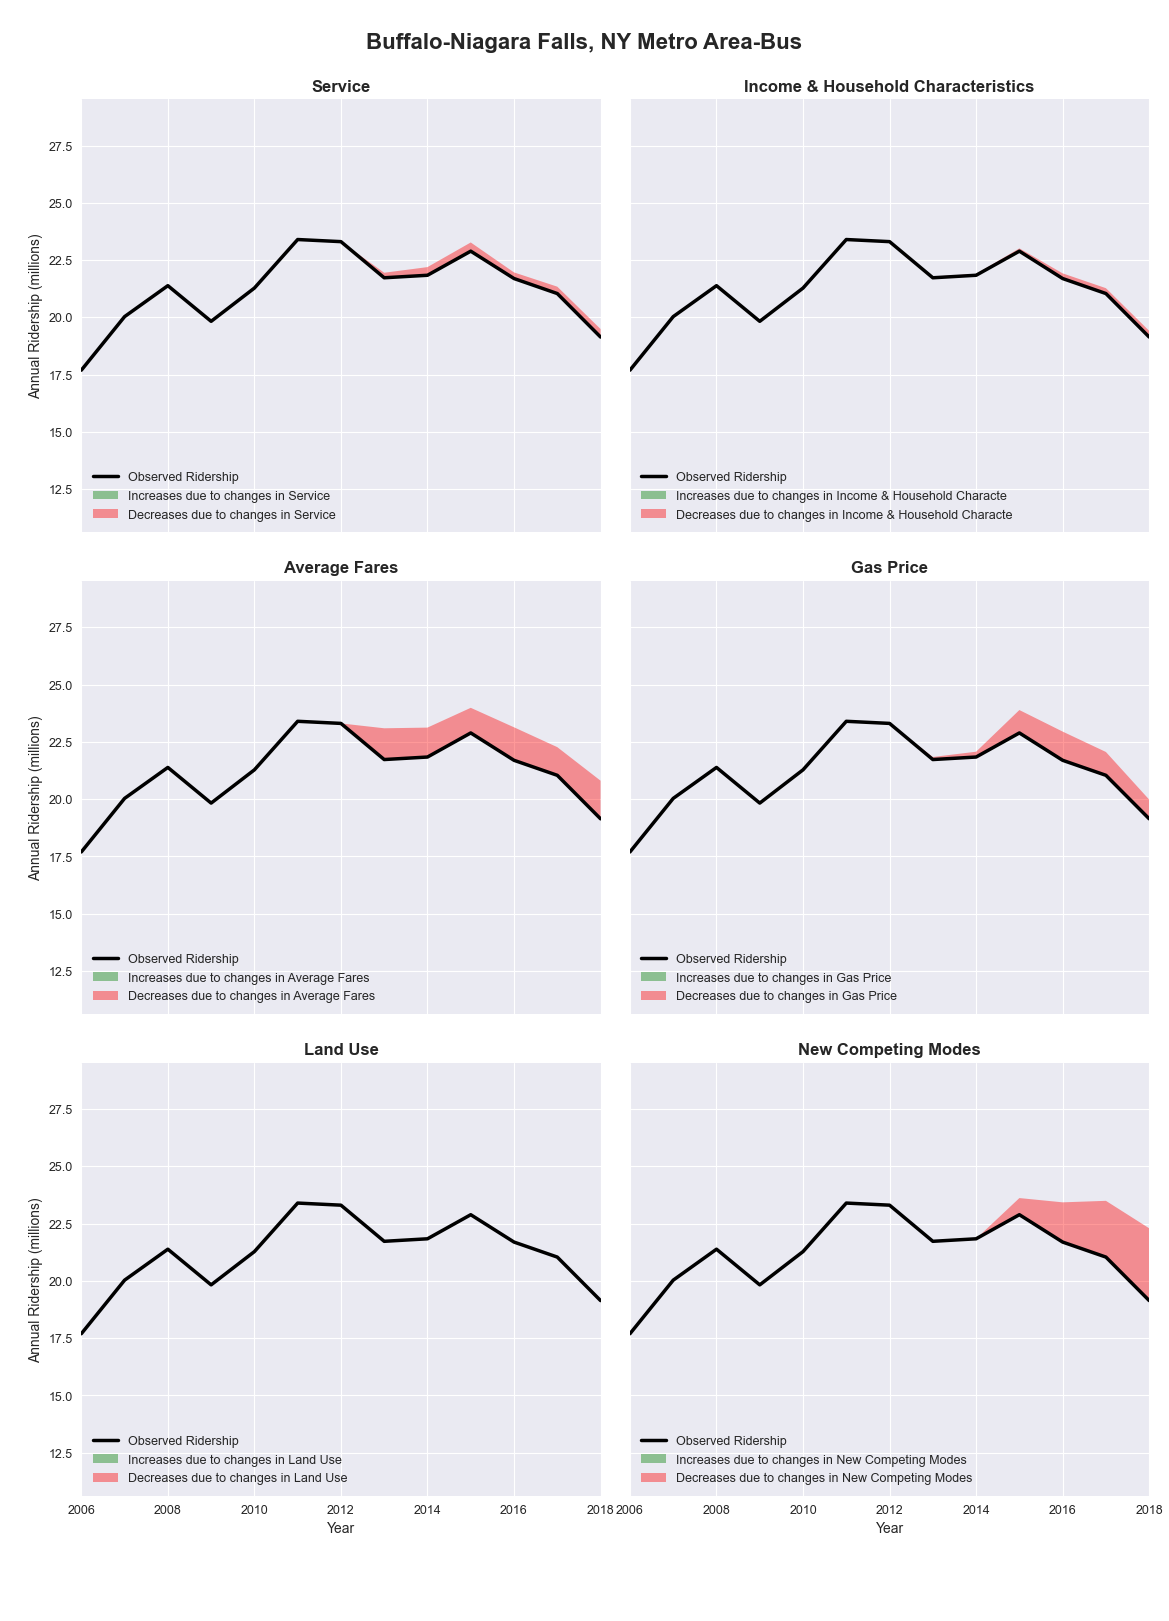 Buffalo-Niagara Falls, NY Metro Area-Bus
Service
Annual Ridership (millions)
27.5
25.0
22.5
20.0
17.5
15.0
12.5
Observed Ridership
Increases due to changes in Service
Decreases due to changes in Service
Income & Household Characteristics
Observed Ridership
Increases due to changes in Income & Household Characte
Decreases due to changes in Income & Household Characte
Average Fares
Annual Ridership (millions)
27.5
25.0
22.5
20.0
17.5
15.0
12.5
Observed Ridership
Increases due to changes in Average Fares
Decreases due to changes in Average Fares
Gas Price
Observed Ridership
Increases due to changes in Gas Price
Decreases due to changes in Gas Price
Land Use
Annual Ridership (millions)
27.5
25.0
22.5
20.0
17.5
15.0
12.5
Observed Ridership
Increases due to changes in Land Use
Decreases due to changes in Land Use
2006 2008 2010 2012 2014 2016 2018
Year
New Competing Modes
Observed Ridership
Increases due to changes in New Competing Modes
Decreases due to changes in New Competing Modes
2006 2008 2010 2012 2014 2016 2018
Year